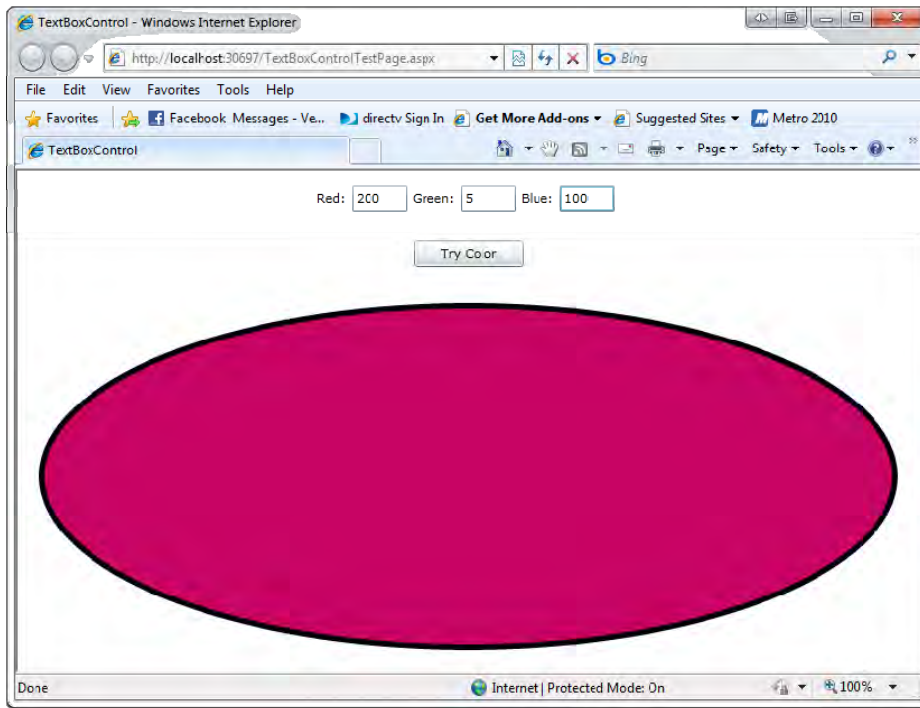 TextBoxControl - Windows Internet Explorer
http://localhost:30697/TextBoxControlTestPage.aspx Bing
File Edit View Favorites Tools Help
Favorites Facebook Messages - Ve... directv Sign In Get More Add-ons Suggested Sites Metro 2010
TextBoxControl Page Safety Tools
Red: 200 Green: 5 Blue: 100
Try Color
Done Internet | Protected Mode: On 100%